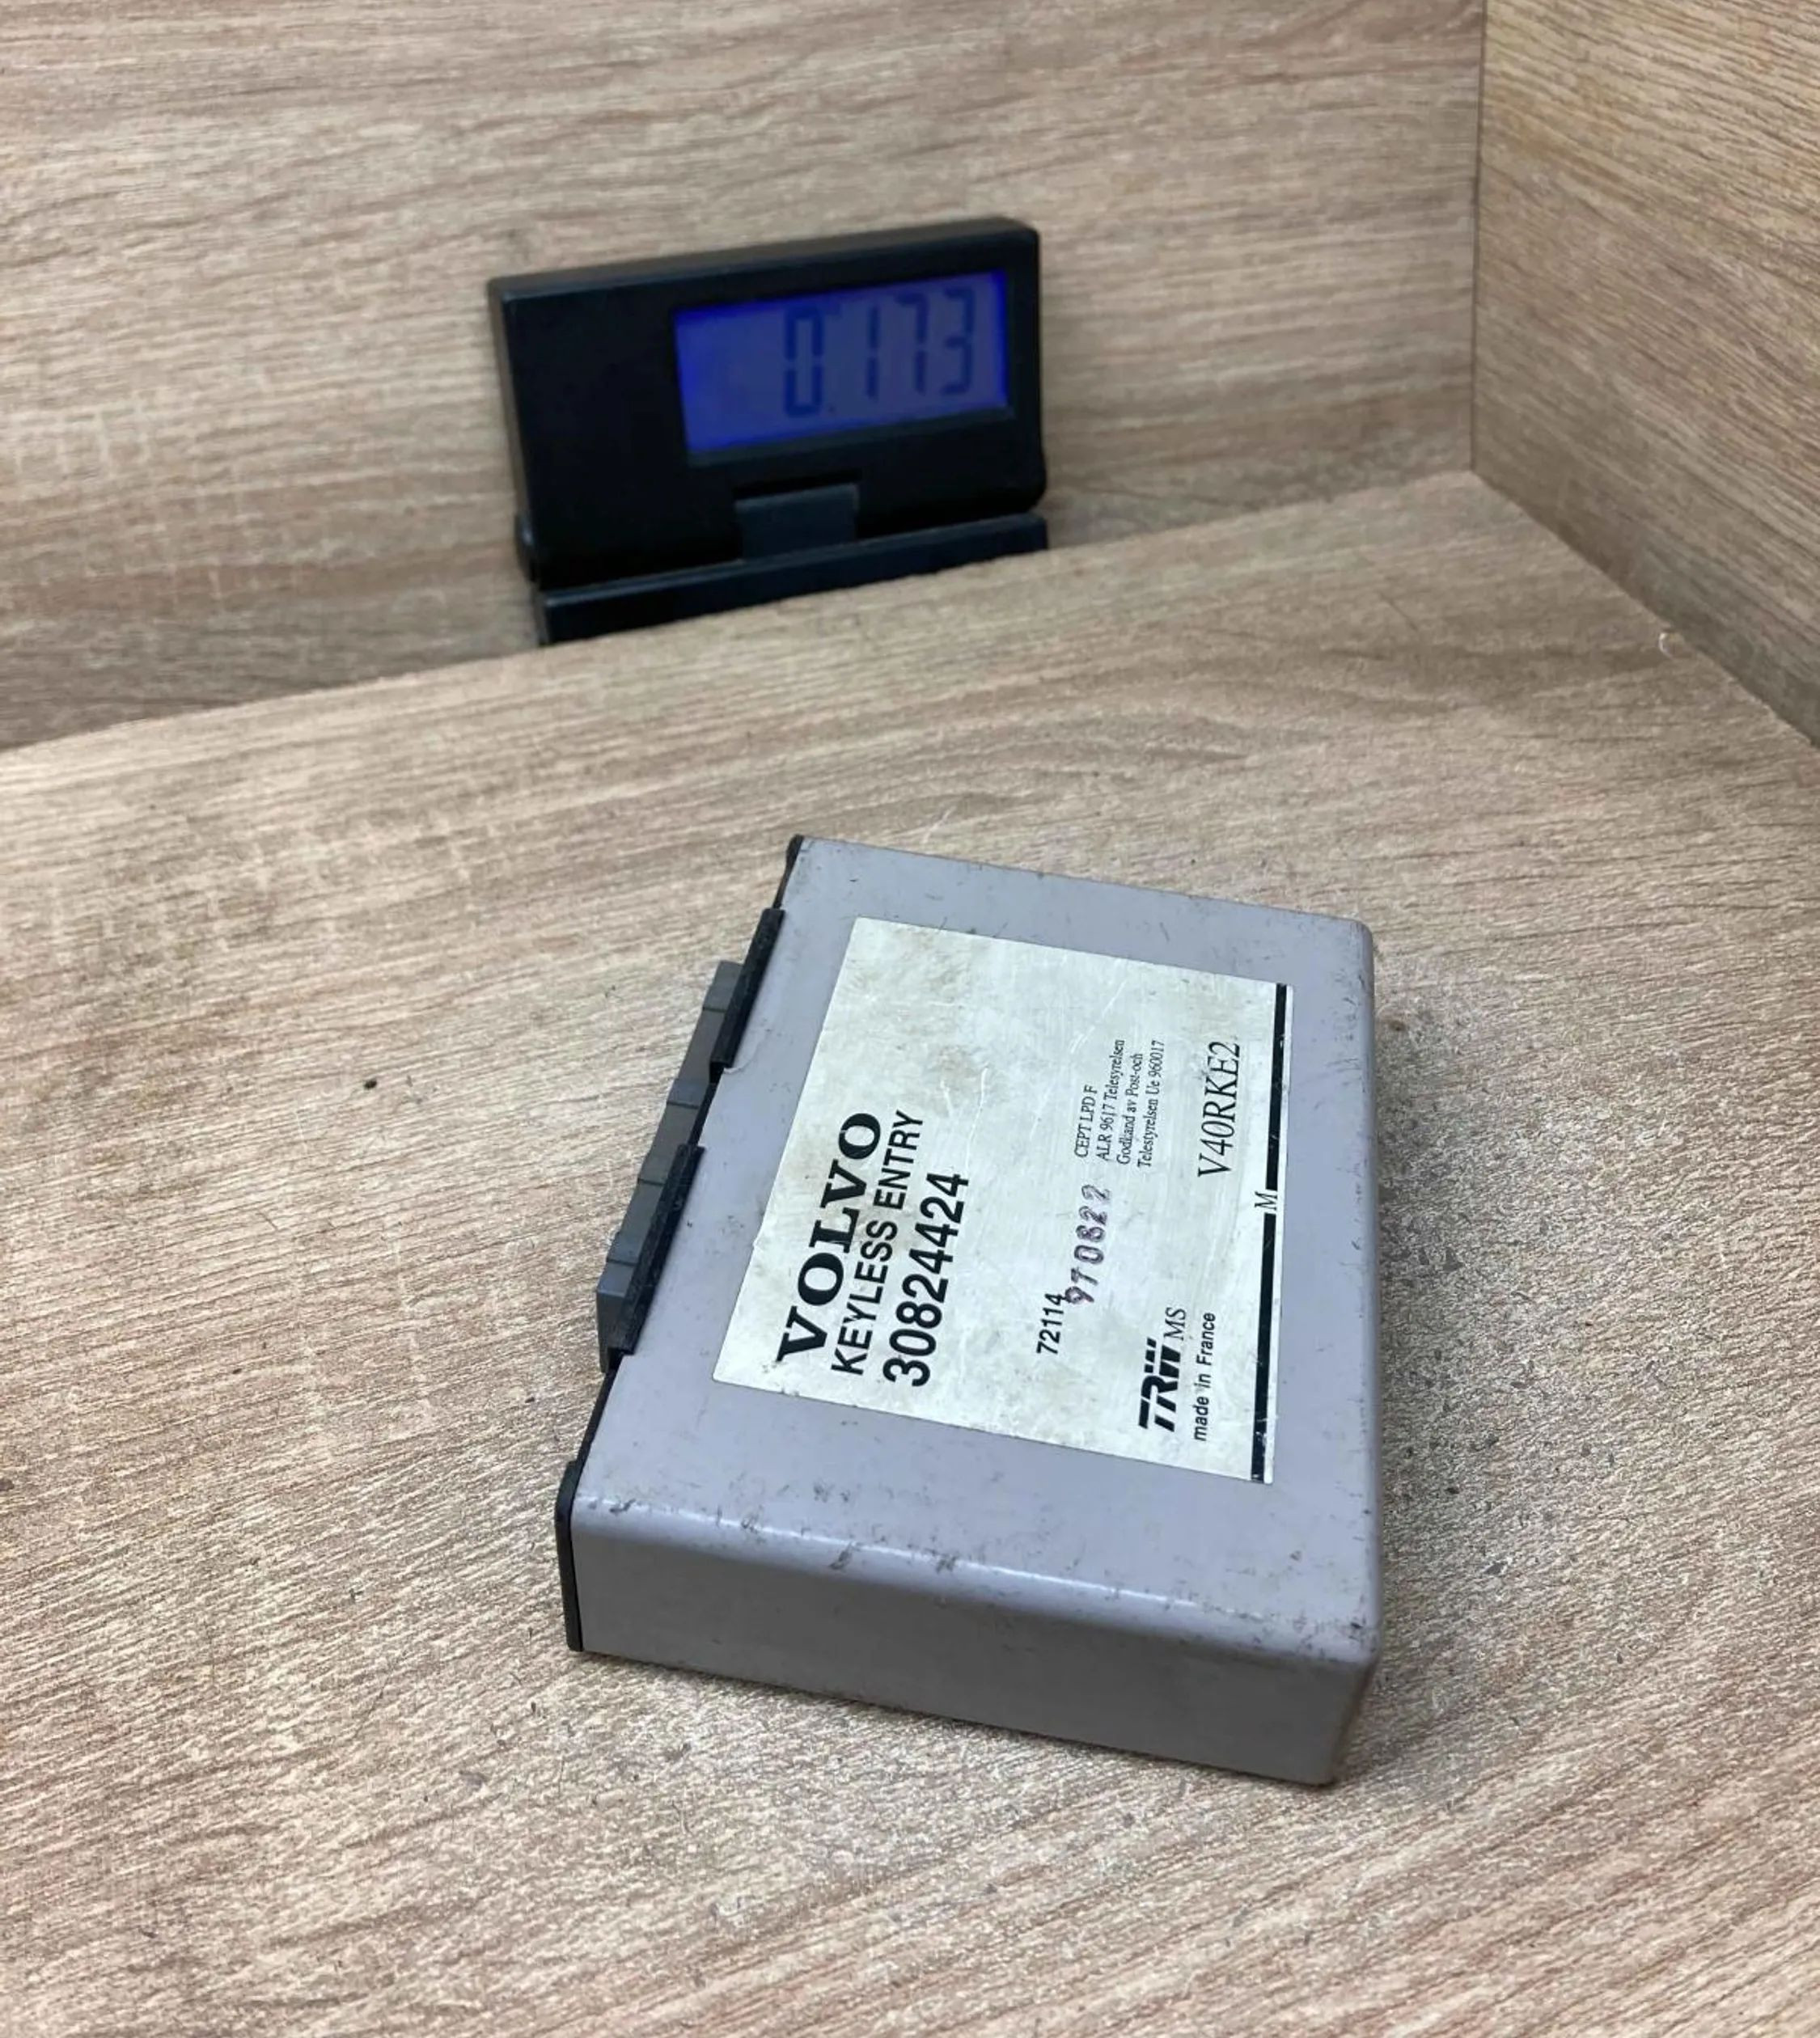 0.173
VOLVO
KEYLESS ENTRY
30824424
72114
970822
CEPT LPD F
ALR 9617 Telesyrelsen
Godkand av Post-och
Telestyrelsen Ue 960017
TRW MS
made in France
V40RKE2
M